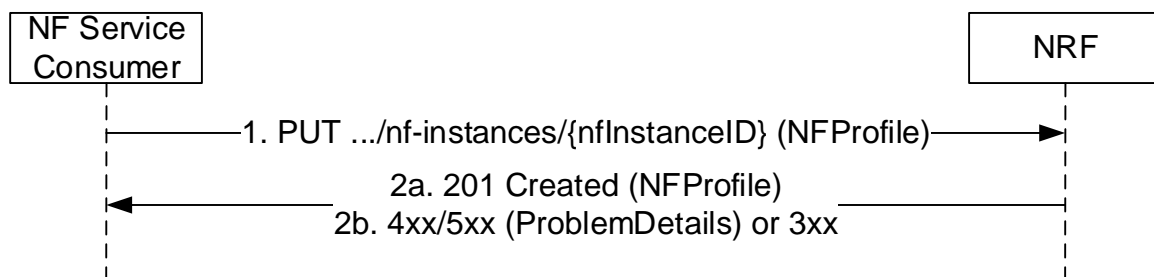 NF Service
Consumer
NRF
1. PUT .../nf-instances/{nfInstanceID} (NFProfile)
2a. 201 Created (NFProfile)
2b. 4xx/5xx (ProblemDetails) or 3xx